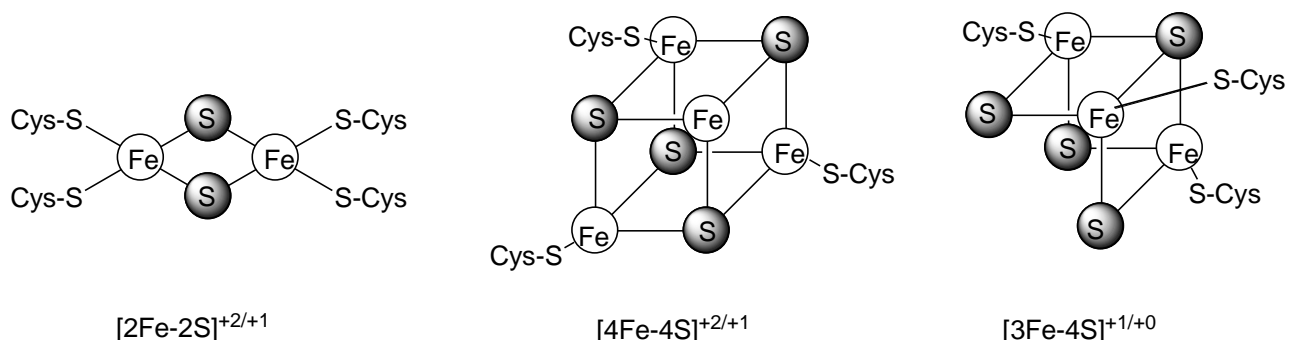 Cys-S
S-Cys
S
Fe
Fe
S
Cys-S
S-Cys
[2Fe-2S]+2/+1
Cys-S
Fe
S
S
Fe
S
Fe
S-Cys
Fe
S
Cys-S
[4Fe-4S]+2/+1
Cys-S
Fe
S
S-Cys
S
Fe
S
Fe
S-Cys
S
[3Fe-4S]+1/+0